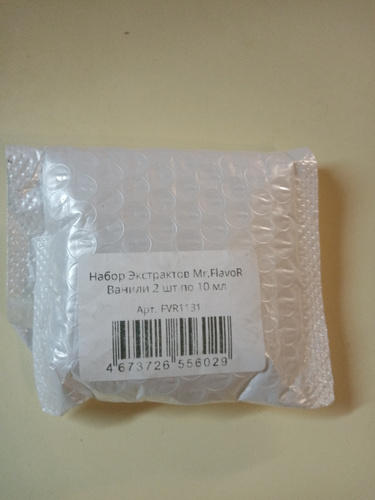 Набор Экстрактов Mr.FlavoR
Ванили 2 шт по 10 мл
Арт. FVR1131
4 673726 556029